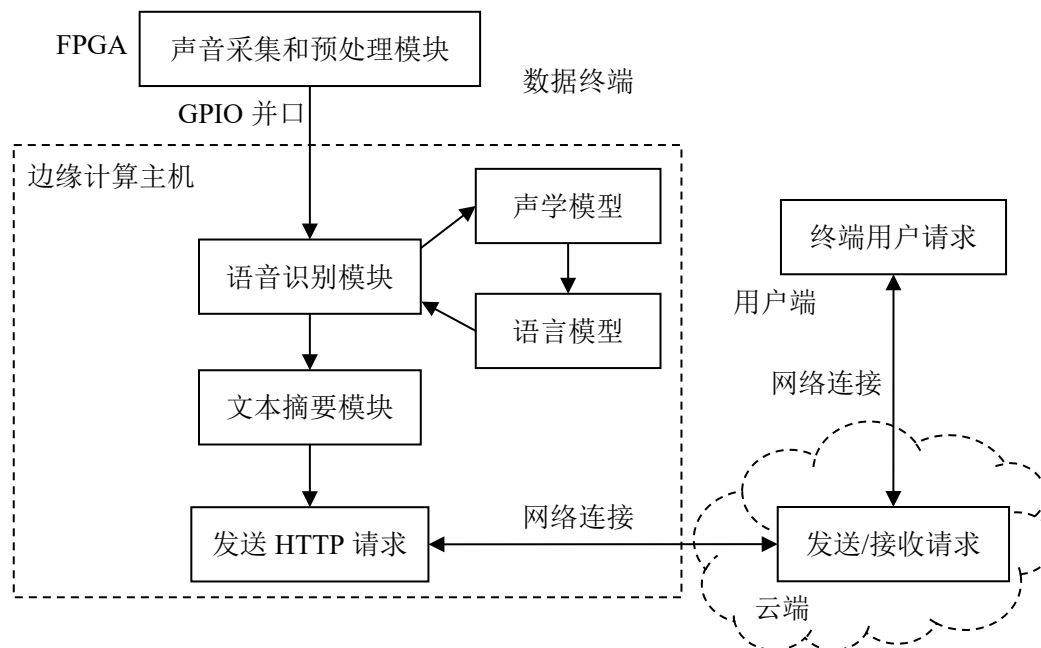 FPGA
声音采集和预处理模块
数据终端
GPIO 并口
边缘计算主机
声学模型
语音识别模块
语言模型
终端用户请求
用户端
文本摘要模块
网络连接
发送 HTTP 请求
网络连接
发送/接收请求
云端